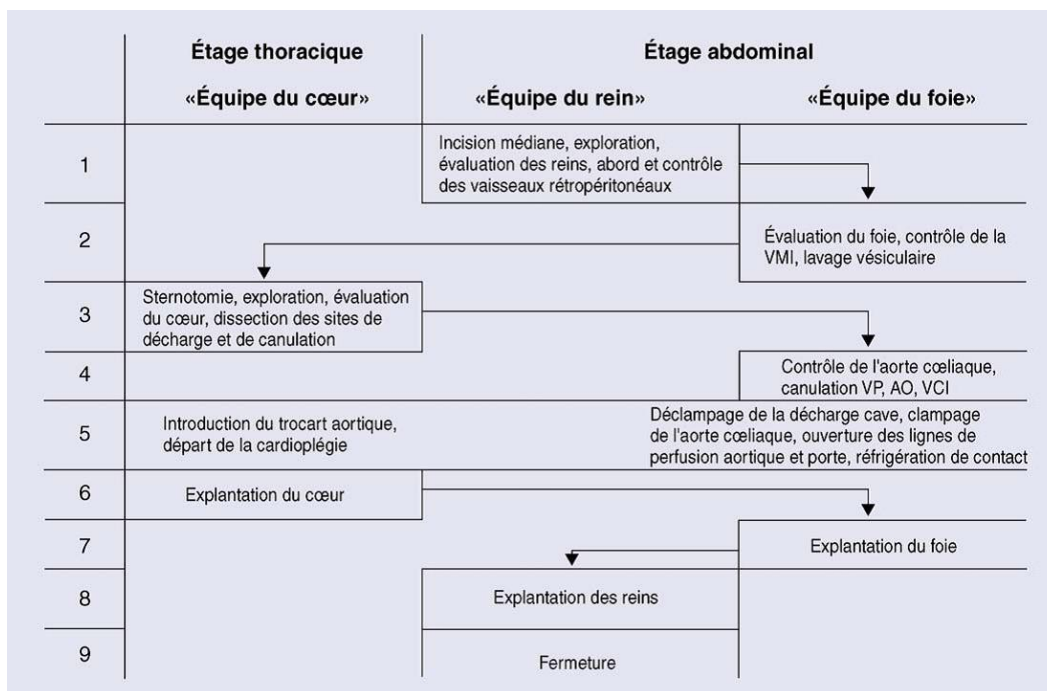 Étage thoracique
Étage abdominal
«Équipe du cœur»
«Équipe du rein»
«Équipe du foie»
1
Incision médiane, exploration,
évaluation des reins, abord et contrôle
des vaisseaux rétropéritonéaux
2
Évaluation du foie, contrôle de la
VMI, lavage vésiculaire
3
Sternotomie, exploration, évaluation
du cœur, dissection des sites de
décharge et de canulation
4
Contrôle de l'aorte cœliaque,
canulation VP, AO, VCI
5
Introduction du trocart aortique,
départ de la cardioplégie
Déclampage de la décharge cave, clampage
de l'aorte cœliaque, ouverture des lignes de
perfusion aortique et porte, réfrigération de contact
6
Explantation du cœur
7
Explantation du foie
8
Explantation des reins
9
Fermeture